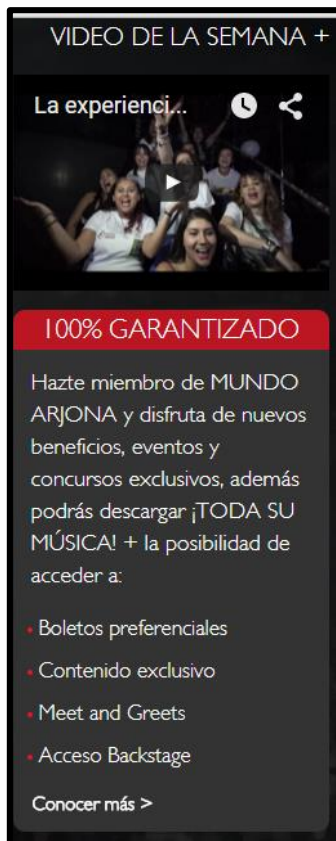 VIDEO DE LA SEMANA +
La experienci...
100% GARANTIZADO
Hazte miembro de MUNDO
ARJONA y disfruta de nuevos
beneficios, eventos y
concursos exclusivos, además
podrás descargar ¡TODA SU
MÚSICA! + la posibilidad de
acceder a:
• Boletos preferenciales
• Contenido exclusivo
• Meet and Greets
• Acceso Backstage
Conocer más >